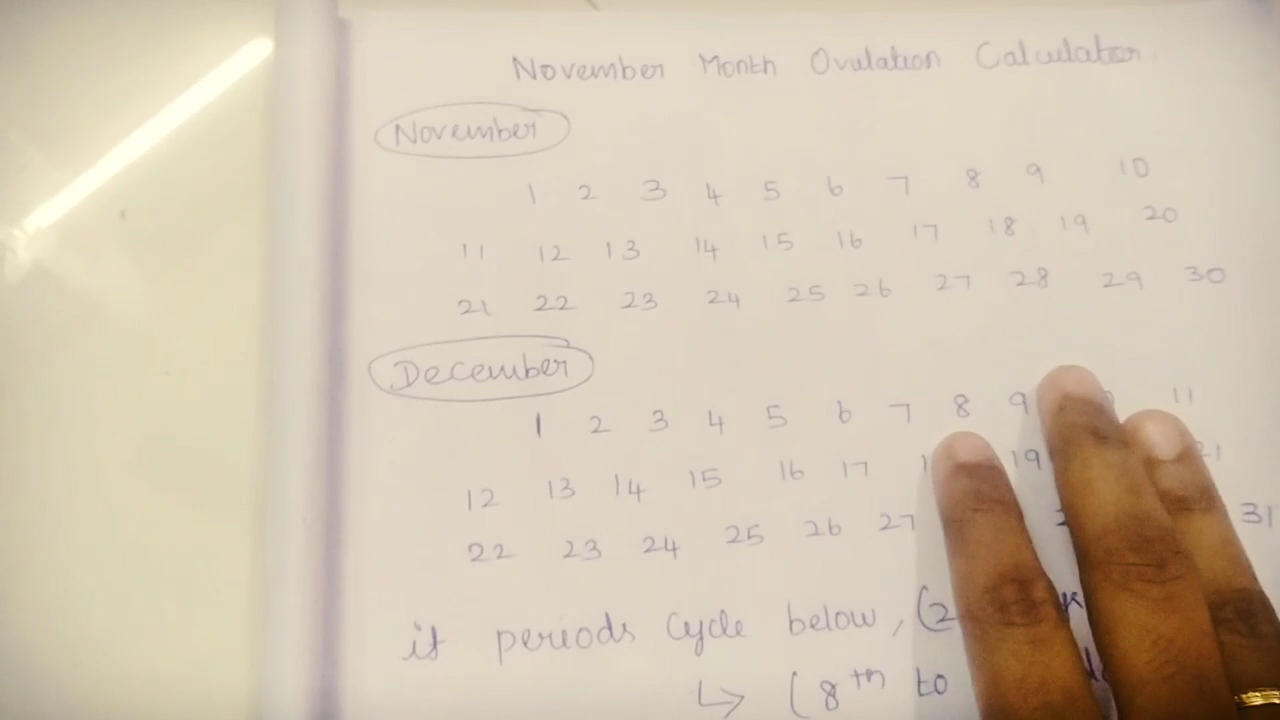 November Month Ovulation Calculator
November
1 2 3 4 5 6 7 8 9 10
11 12 13 14 15 16 17 18 19 20
21 22 23 24 25 26 27 28 29 30
December
1 2 3 4 5 6 7 8 9 11
12 13 14 15 16 17 19
22 23 24 25 26 27 31
if periods Cycle below, (2
↳ (8th to